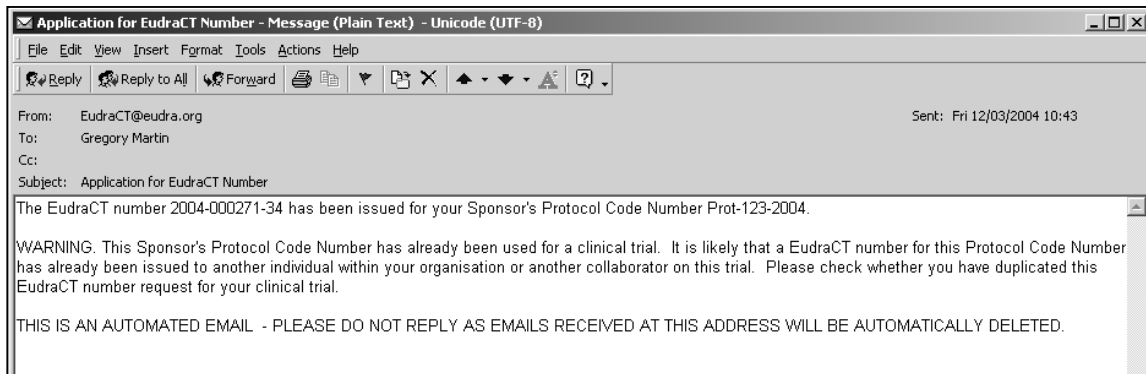 Application for EudraCT Number - Message (Plain Text) - Unicode (UTF-8)
File Edit View Insert Format Tools Actions Help
Reply Reply to All Forward
From: EudraCT@eudra.org Sent: Fri 12/03/2004 10:43
To: Gregory Martin
Cc:
Subject: Application for EudraCT Number
The EudraCT number 2004-000271-34 has been issued for your Sponsor's Protocol Code Number Prot-123-2004.
WARNING. This Sponsor's Protocol Code Number has already been used for a clinical trial. It is likely that a EudraCT number for this Protocol Code Number
has already been issued to another individual within your organisation or another collaborator on this trial. Please check whether you have duplicated this
EudraCT number request for your clinical trial.
THIS IS AN AUTOMATED EMAIL - PLEASE DO NOT REPLY AS EMAILS RECEIVED AT THIS ADDRESS WILL BE AUTOMATICALLY DELETED.